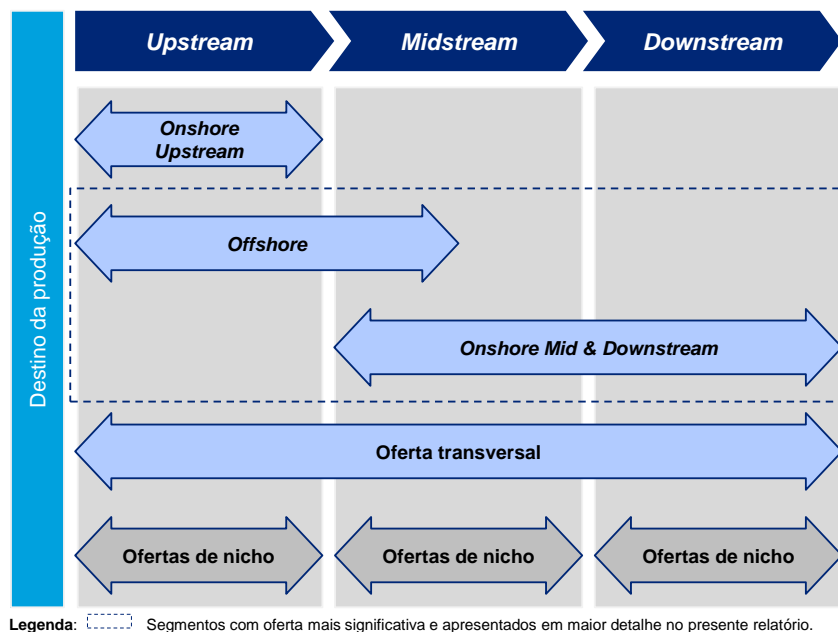 Upstream
Midstream
Downstream
Destino da produção
Onshore
Upstream
Offshore
Onshore Mid & Downstream
Oferta transversal
Ofertas de nicho
Ofertas de nicho
Ofertas de nicho
Legenda: Segmentos com oferta mais significativa e apresentados em maior detalhe no presente relatório.